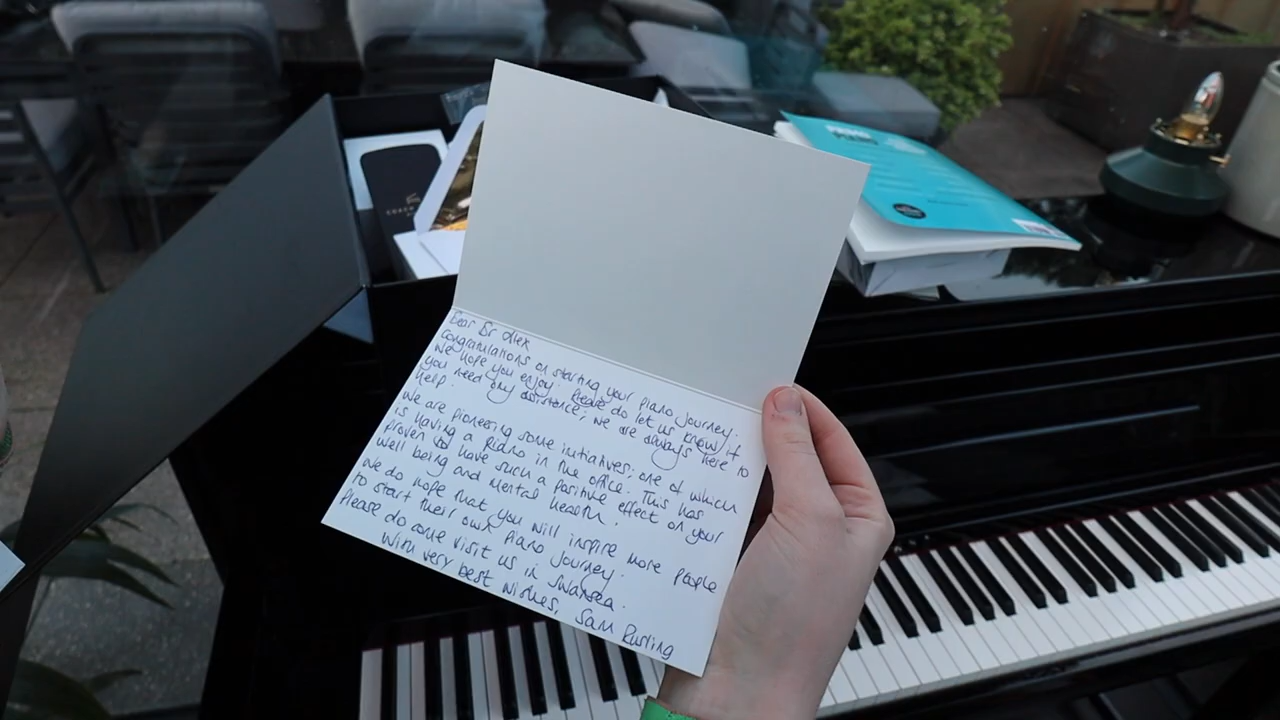 Dear Dr Alex
Congratulations on starting your piano journey.
We hope you enjoy. Please do let us know if
you need any assistance; we are always here to
help.
We are pioneering some initiatives; one of which
is having a piano in the office. This has
proven to have such a positive effect on your
well being and mental health.
We do hope that you will inspire more people
to start their own piano journey.
Please do come visit us in Swansea.
With very best wishes, Sam Rusling